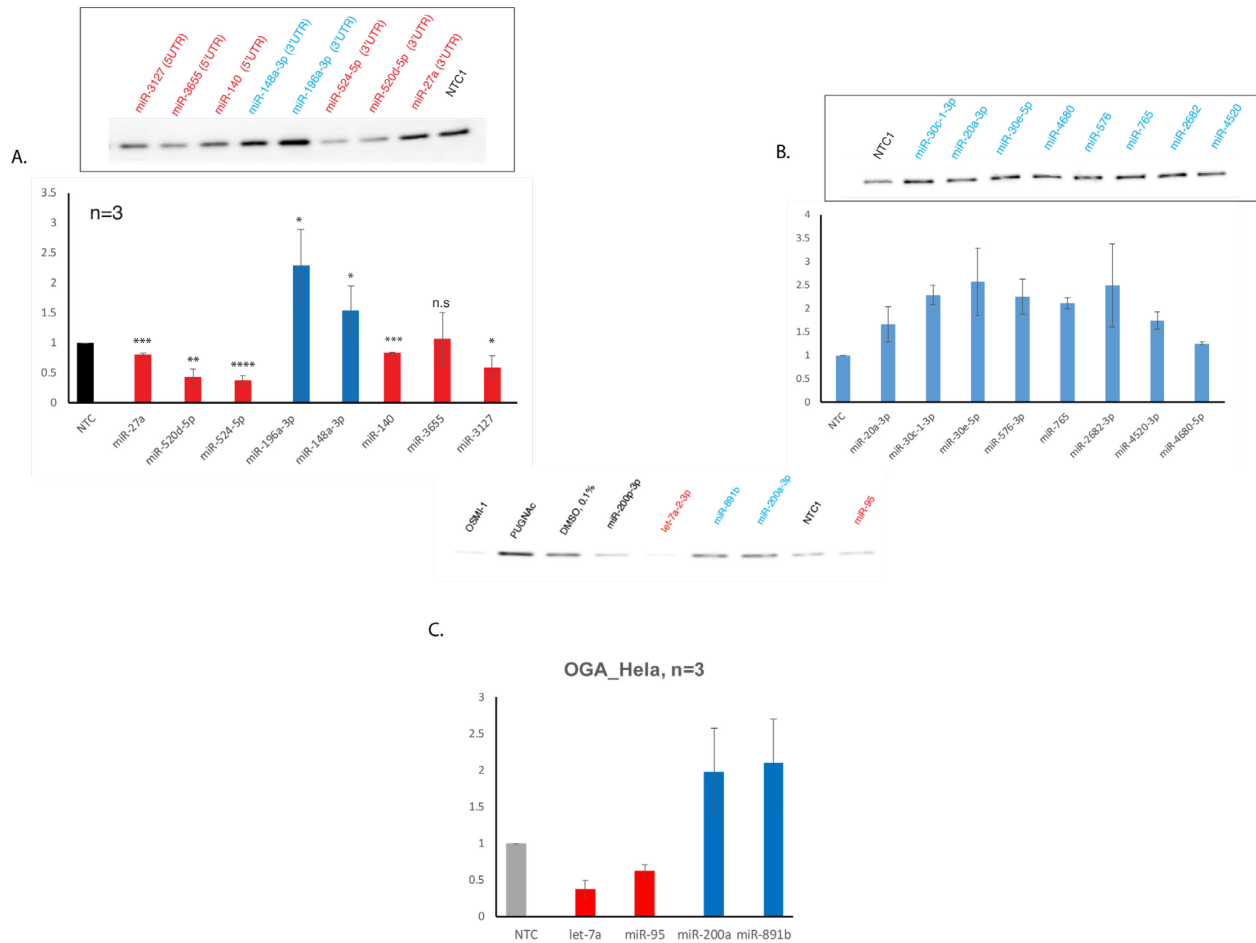 miR-3127 (5UTR)
miR-3655 (5'UTR)
miR-140 (5'UTR)
miR-148a-3p (3'UTR)
miR-196a-3p (3'UTR)
miR-524-5p (3'UTR)
miR-520d-5p (3'UTR)
miR-27a (3'UTR)
NTC1
A.
n=3
3.5
3
2.5
2
1.5
1
0.5
0
***
**
****
*
*
***
n.s
*
NTC
miR-27a
miR-520d-5p
miR-524-5p
miR-196a-3p
miR-148a-3p
miR-140
miR-3655
miR-3127
B.
NTC1
miR-30c-1-3p
miR-20a-3p
miR-30e-5p
miR-4680
miR-576
miR-765
miR-2682
miR-4520
4
3.5
3
2.5
2
1.5
1
0.5
0
NTC
miR-20a-3p
miR-30c-1-3p
miR-30e-5p
miR-576-3p
miR-765
miR-2682-3p
miR-4520-3p
miR-4680-5p
OSMI-1
PUGNAc
DMSO, 0.1%
miR-200p-3p
let-7a-2-3p
miR-891b
miR-200a-3p
NTC1
miR-95
C.
OGA_Hela, n=3
3
2.5
2
1.5
1
0.5
0
NTC
let-7a
miR-95
miR-200a
miR-891b